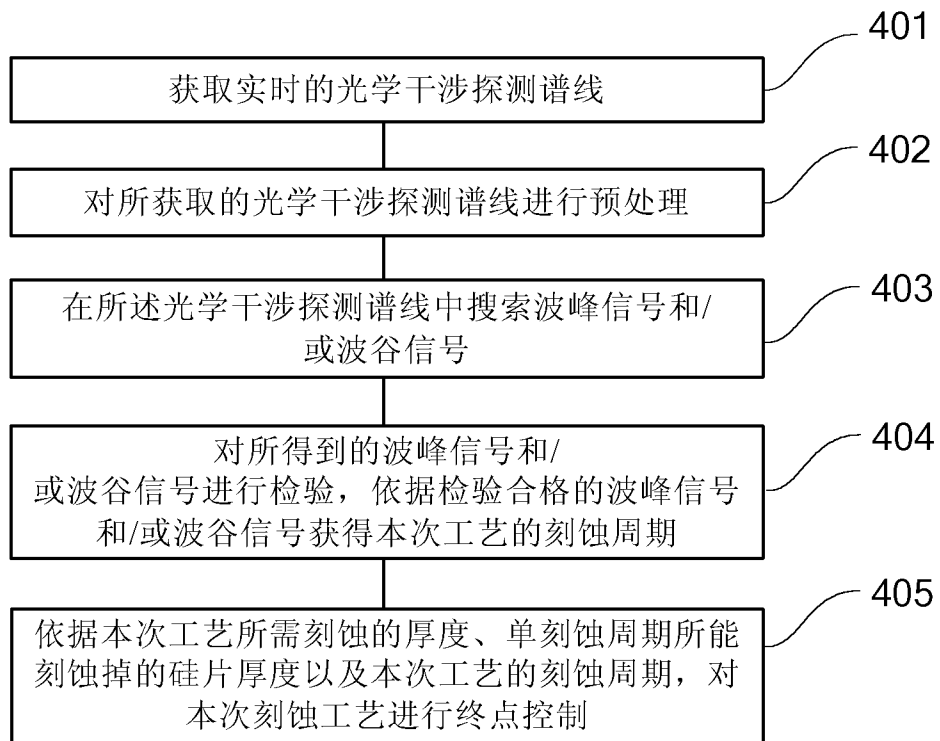 401
获取实时的光学干涉探测谱线
402
对所获取的光学干涉探测谱线进行预处理
403
在所述光学干涉探测谱线中搜索波峰信号和/
或波谷信号
404
对所得到的波峰信号和/
或波谷信号进行检验，依据检验合格的波峰信号
和/或波谷信号获得本次工艺的刻蚀周期
405
依据本次工艺所需刻蚀的厚度、单刻蚀周期所能
刻蚀掉的硅片厚度以及本次工艺的刻蚀周期，对
本次刻蚀工艺进行终点控制